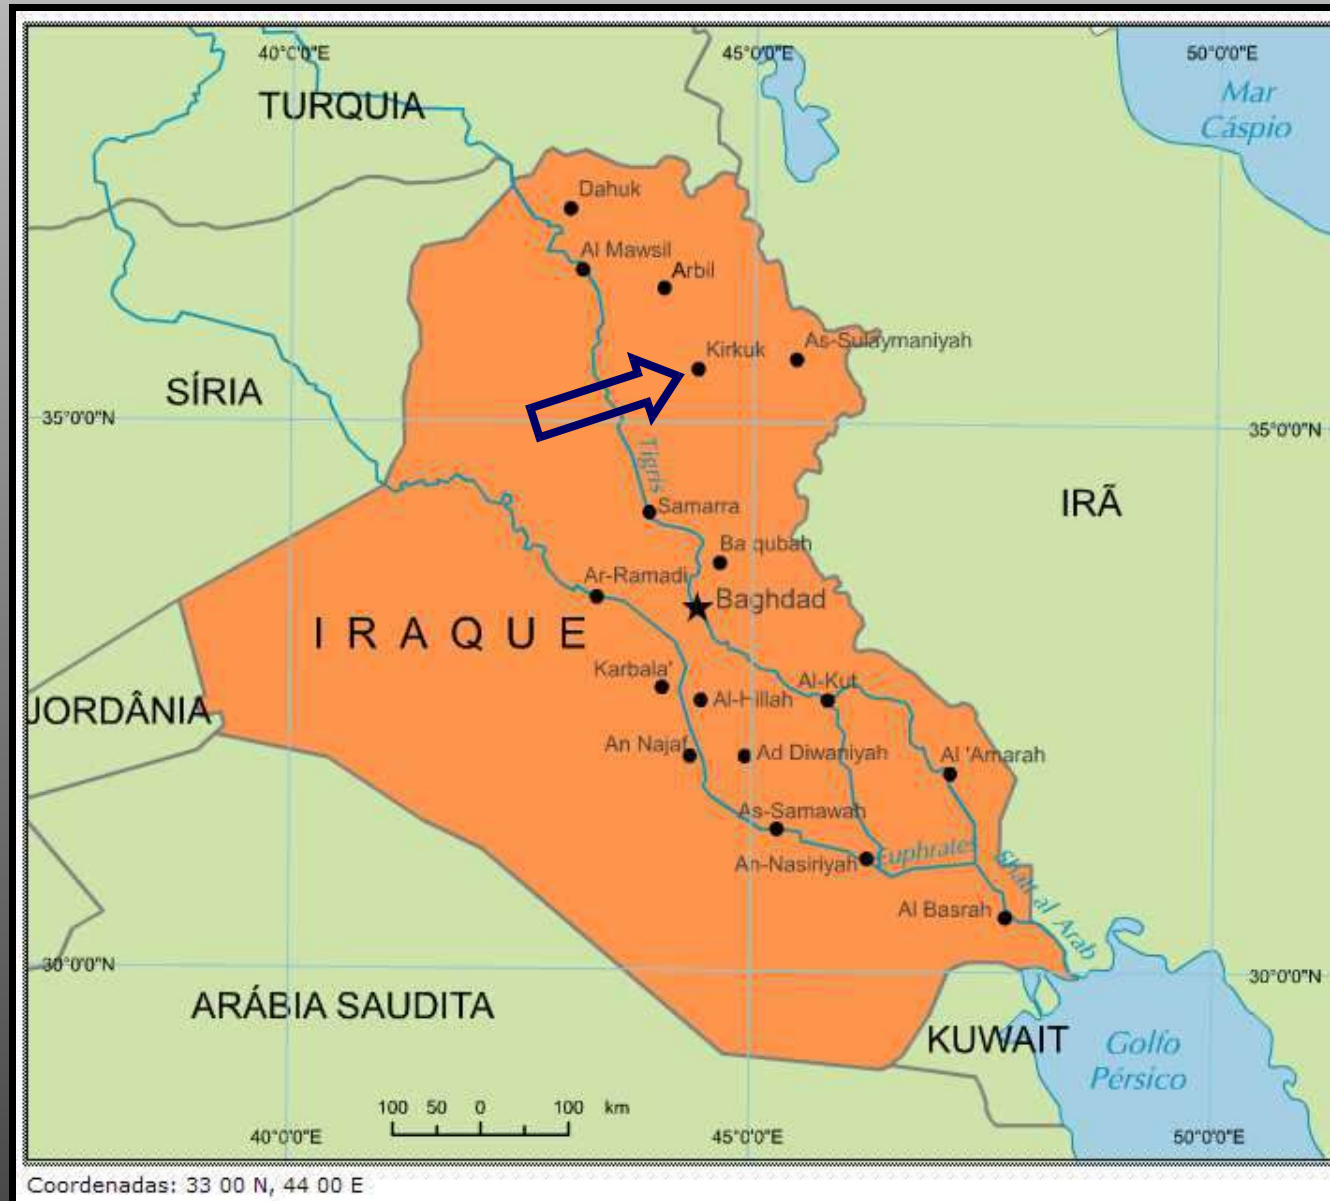 40°0'0"E
45°0'0"E
50°0'0"E
Mar
Cáspio
TURQUIA
Dahuk
Al Mawsil
Arbil
Kirkuk
As-Sulaymaniyah
SÍRIA
35°0'0"N
35°0'0"N
Tigris
IRÃ
Samarra
Ba qubah
Ar-Ramadi
Baghdad
I R A Q U E
Karbala'
Al-Hillah
Al-Kut
JORDÂNIA
An Najaf
Ad Diwaniyah
Al 'Amarah
As-Samawah
An-Nasiriyah
Euphrates
Shatt al Arab
Al Basrah
30°0'0"N
30°0'0"N
ARÁBIA SAUDITA
KUWAIT
Golfo
Pérsico
100 50 0 100 km
40°0'0"E
45°0'0"E
50°0'0"E
Coordenadas: 33 00 N, 44 00 E